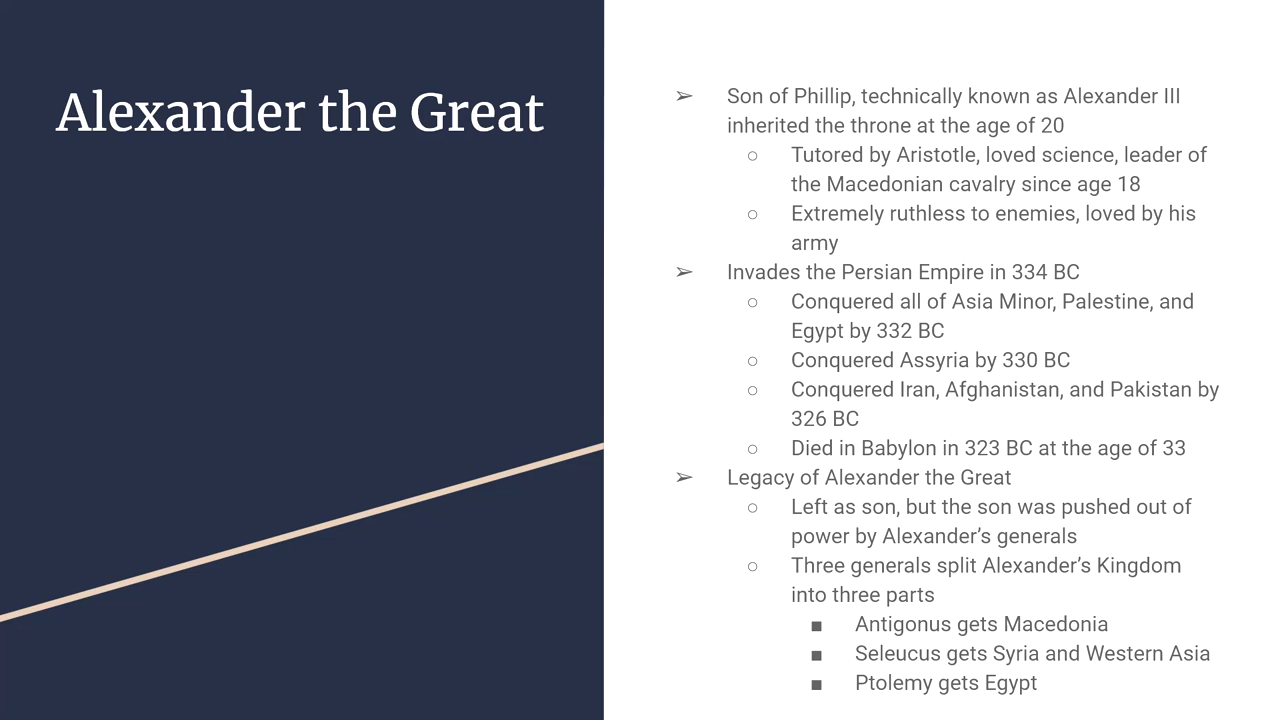 Alexander the Great
➢ Son of Phillip, technically known as Alexander III
inherited the throne at the age of 20
○ Tutored by Aristotle, loved science, leader of
the Macedonian cavalry since age 18
○ Extremely ruthless to enemies, loved by his
army
➢ Invades the Persian Empire in 334 BC
○ Conquered all of Asia Minor, Palestine, and
Egypt by 332 BC
○ Conquered Assyria by 330 BC
○ Conquered Iran, Afghanistan, and Pakistan by
326 BC
○ Died in Babylon in 323 BC at the age of 33
➢ Legacy of Alexander the Great
○ Left as son, but the son was pushed out of
power by Alexander’s generals
○ Three generals split Alexander’s Kingdom
into three parts
■ Antigonus gets Macedonia
■ Seleucus gets Syria and Western Asia
■ Ptolemy gets Egypt